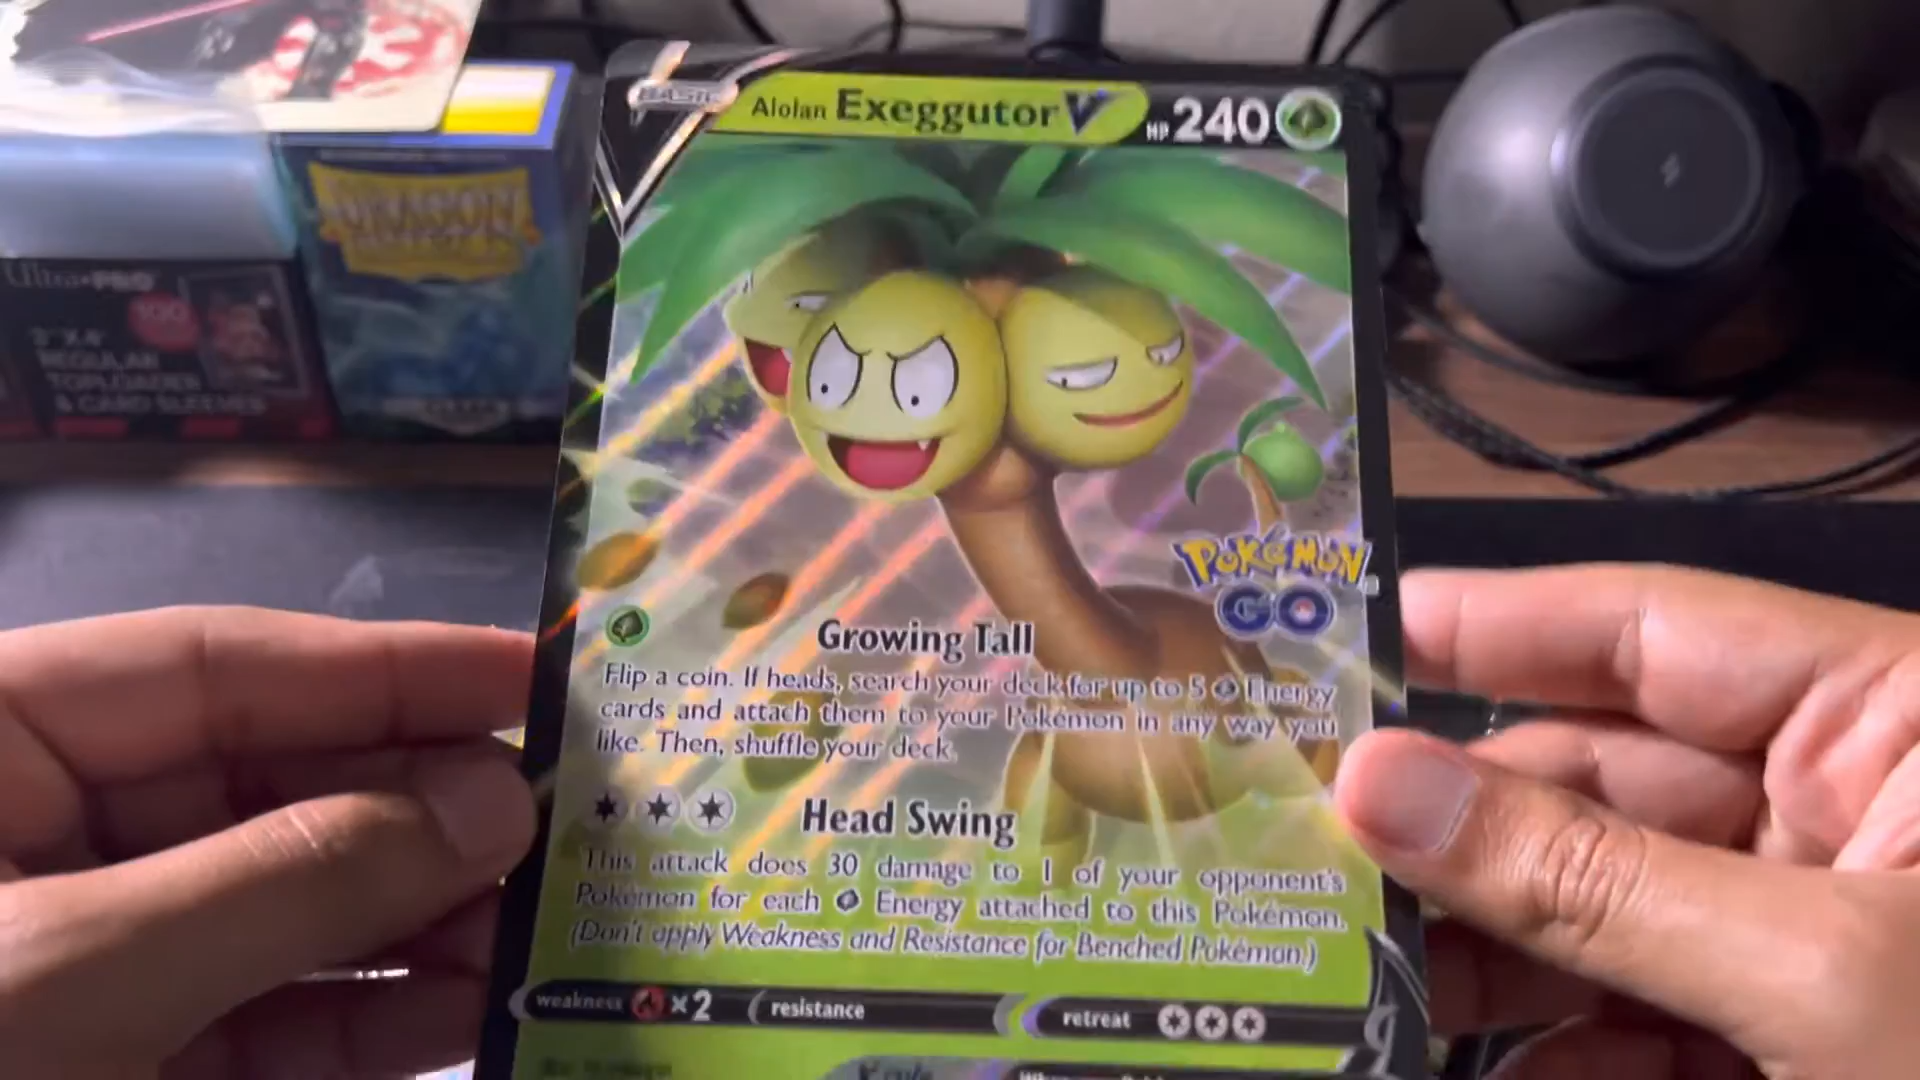 BASIC
Alolan Exeggutor V HP 240
DRAGON
Ultra•PRO
100
3" X 4"
REGULAR
TOPLOADER
& CARD SLEEVES
POKÉMON
GO
Growing Tall
Flip a coin. If heads, search your deck for up to 5 Energy
cards and attach them to your Pokémon in any way you
like. Then, shuffle your deck.
Head Swing
This attack does 30 damage to 1 of your opponent's
Pokémon for each Energy attached to this Pokémon.
(Don't apply Weakness and Resistance for Benched Pokémon.)
weakness ×2 resistance retreat
V rule